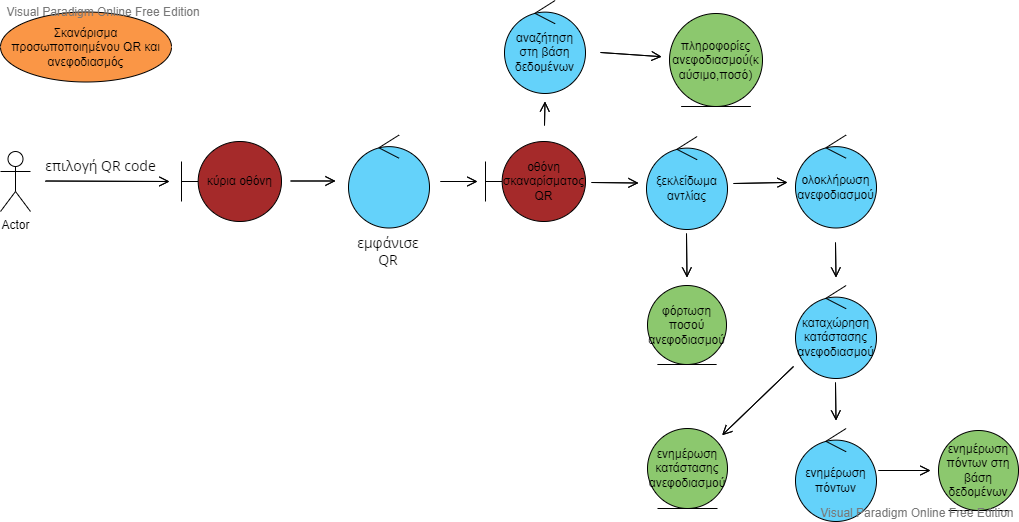 Visual Paradigm Online Free Edition
Σκανάρισμα
προσωποποιημένου QR και
ανεφοδιασμός
αναζήτηση
στη βάση
δεδομένων
πληροφορίες
ανεφοδιασμού(κ
αύσιμο,ποσό)
επιλογή QR code
Actor
κύρια οθόνη
εμφάνισε
QR
οθόνη
σκαναρίσματος
QR
ξεκλείδωμα
αντλίας
ολοκλήρωση
ανεφοδιασμού
φόρτωση
ποσού
ανεφοδιασμού
καταχώρηση
κατάστασης
ανεφοδιασμού
ενημέρωση
κατάστασης
ανεφοδιασμού
ενημέρωση
πόντων
ενημέρωση
πόντων στη
βάση
δεδομένων
Visual Paradigm Online Free Edition